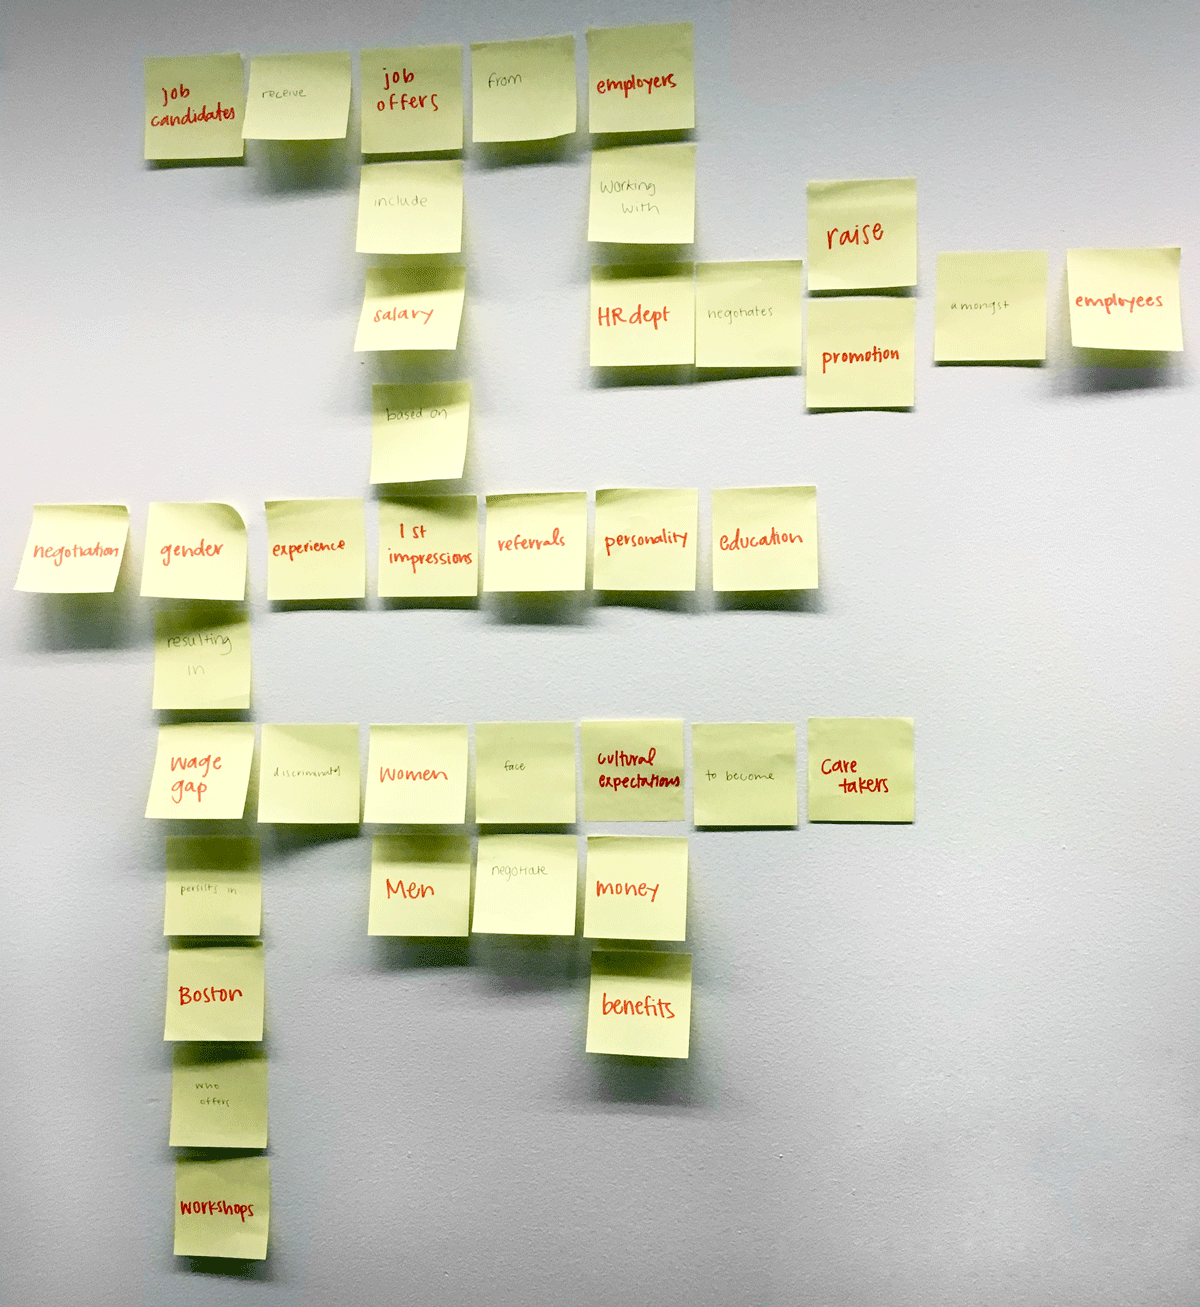 job
candidates
receive
job
offers
from
employers
include
working
with
raise
salary
HR dept
negotiates
promotion
amongst
employees
based on
negotiation
gender
experience
1st
impressions
referrals
personality
education
resulting
in
wage
gap
discriminates
women
face
cultural
expectations
to become
care
takers
persists in
Men
negotiate
money
Boston
benefits
who
offers
workshops